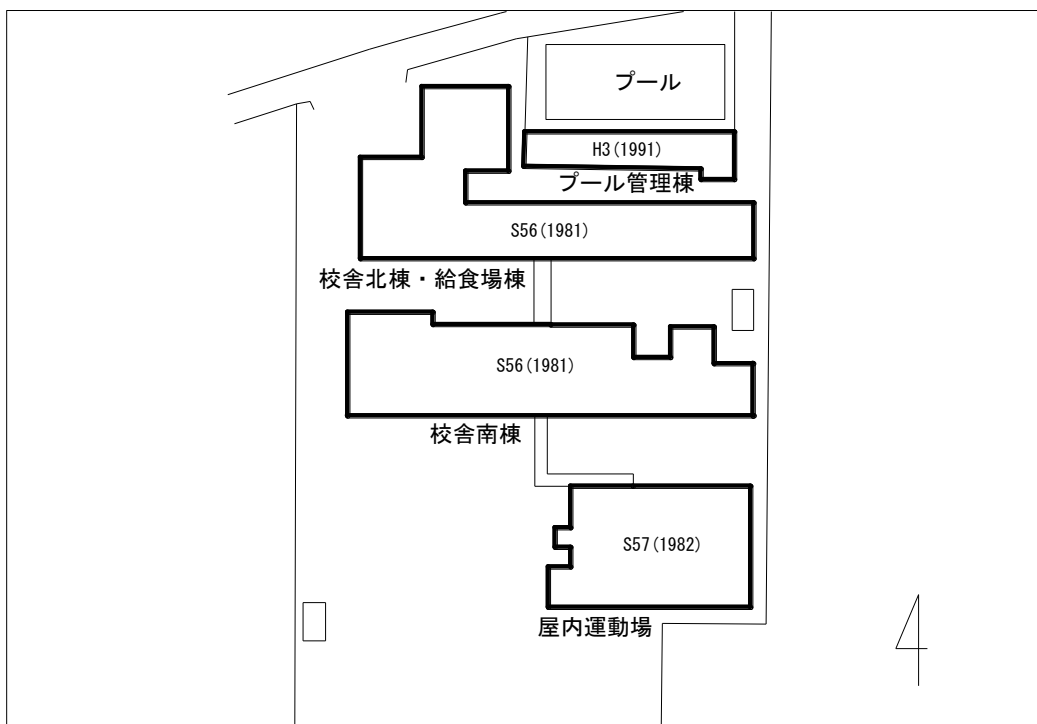 プール
H3(1991)
プール管理棟
S56(1981)
校舎北棟・給食場棟
S56(1981)
校舎南棟
S57(1982)
屋内運動場